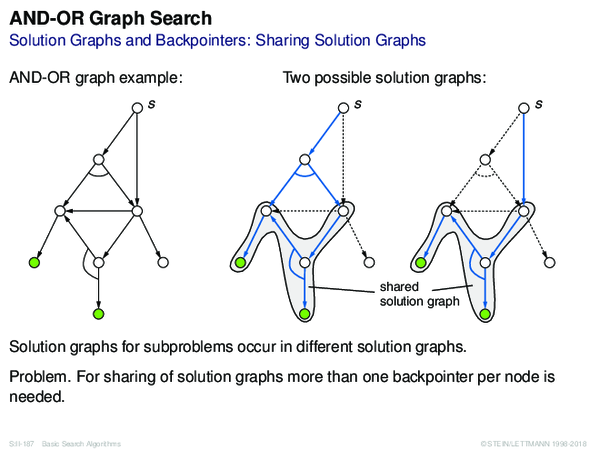 AND-OR Graph Search
Solution Graphs and Backpointers: Sharing Solution Graphs
AND-OR graph example:
Two possible solution graphs:
s
s
s
shared
solution graph
Solution graphs for subproblems occur in different solution graphs.
Problem. For sharing of solution graphs more than one backpointer per node is
needed.
S:II-187 Basic Search Algorithms
© STEIN/LETTMANN 1998-2018